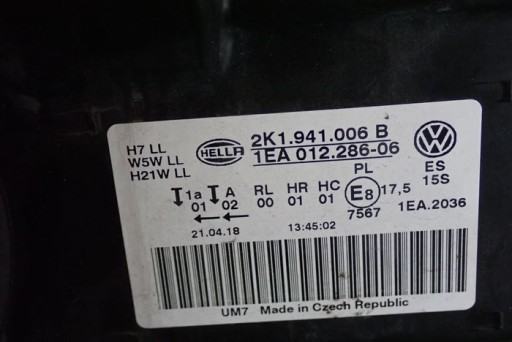 H7 LL
W5W LL
H21W LL
HELLA
2K1.941.006 B
1EA 012.286-06
ES
15S
1a A RL HR HC
01 02 00 01 01
PL
E8 17,5
7567 1EA.2036
21.04.18 13:45:02
UM7 Made in Czech Republic